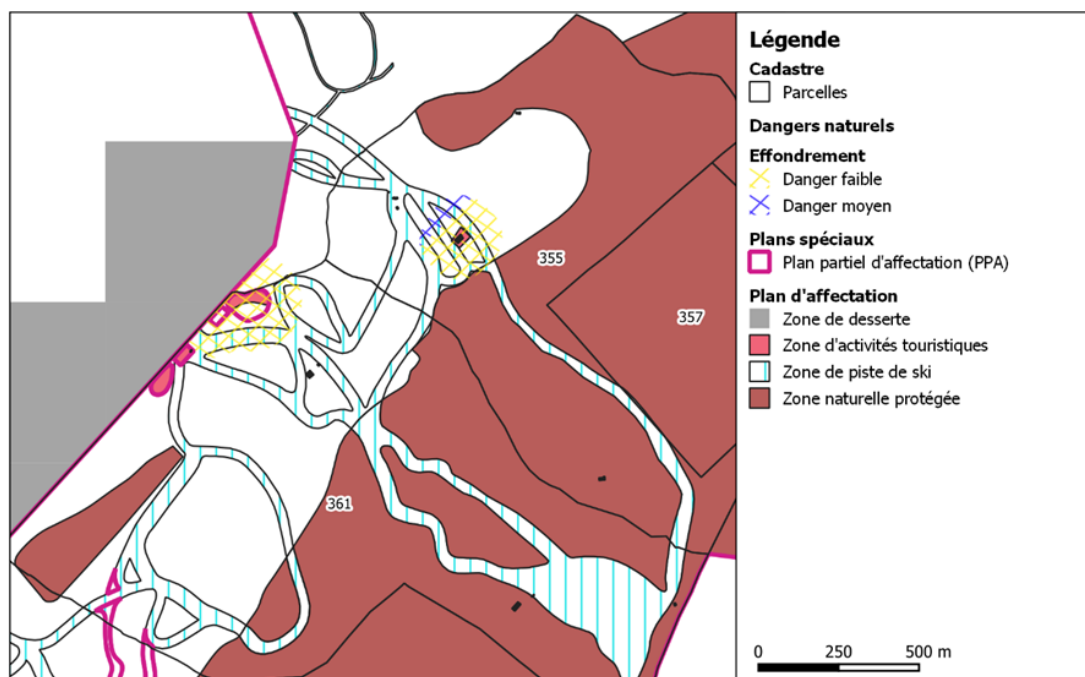 355
357
361
Légende
Cadastre
Parcelles
Dangers naturels
Effondrement
Danger faible
Danger moyen
Plans spéciaux
Plan partiel d'affectation (PPA)
Plan d'affectation
Zone de desserte
Zone d'activités touristiques
Zone de piste de ski
Zone naturelle protégée
0 250 500 m